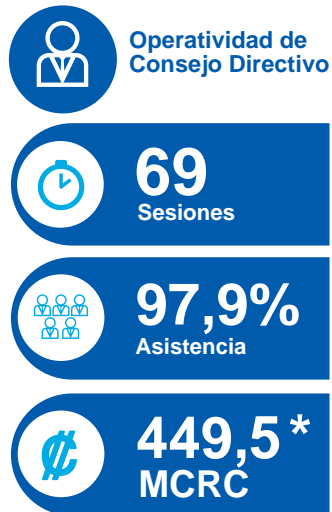 Operatividad de
Consejo Directivo
69
Sesiones
97,9%
Asistencia
₡
449,5*
MCRC